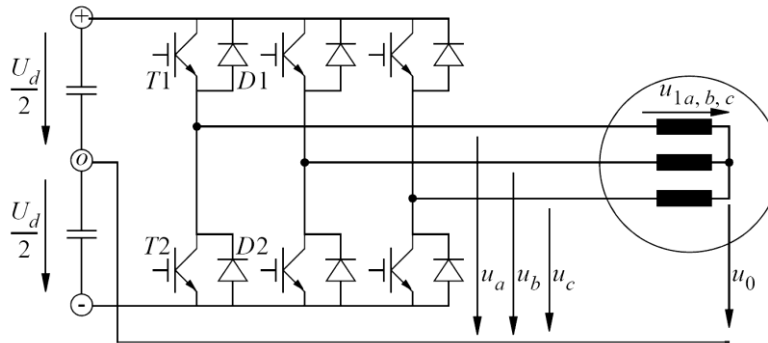 +
U_d
2
T1
D1
u_{1a, b, c}
o
U_d
2
T2
D2
u_a
u_b
u_c
u_0
-